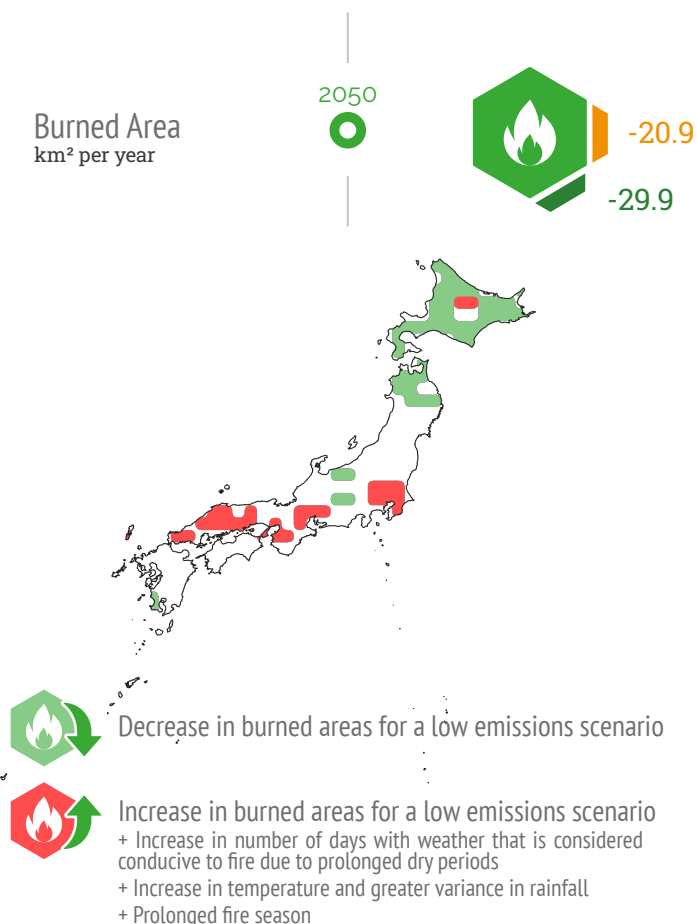 2050
Burned Area
km² per year
-20.9
-29.9
Decrease in burned areas for a low emissions scenario
Increase in burned areas for a low emissions scenario
+ Increase in number of days with weather that is considered
conducive to fire due to prolonged dry periods
+ Increase in temperature and greater variance in rainfall
+ Prolonged fire season